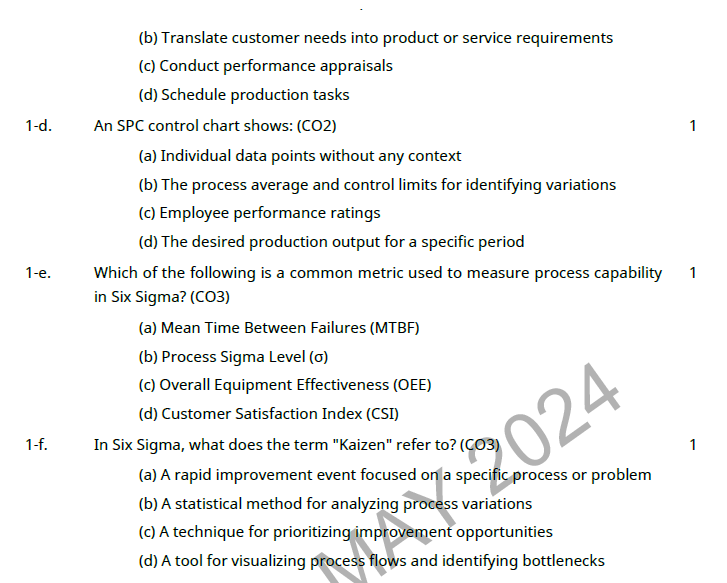 (b) Translate customer needs into product or service requirements
(c) Conduct performance appraisals
(d) Schedule production tasks
1-d. An SPC control chart shows: (CO2) 1
(a) Individual data points without any context
(b) The process average and control limits for identifying variations
(c) Employee performance ratings
(d) The desired production output for a specific period
1-e. Which of the following is a common metric used to measure process capability 1
in Six Sigma? (CO3)
(a) Mean Time Between Failures (MTBF)
(b) Process Sigma Level (σ)
(c) Overall Equipment Effectiveness (OEE)
(d) Customer Satisfaction Index (CSI)
1-f. In Six Sigma, what does the term "Kaizen" refer to? (CO3) 1
(a) A rapid improvement event focused on a specific process or problem
(b) A statistical method for analyzing process variations
(c) A technique for prioritizing improvement opportunities
(d) A tool for visualizing process flows and identifying bottlenecks
MAY 2024